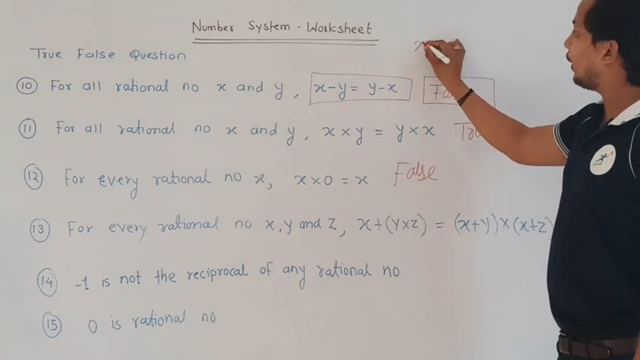 Number System - Worksheet
True False Question
x
⑩ For all rational no x and y, x-y = y-x
⑪ For all rational no x and y, x × y = y × x
⑫ For every rational no x, x × 0 = x False
⑬ For every rational no x, y and z, x+(y×z) = (x+y)×(x+z)
⑭ -1 is not the reciprocal of any rational no
⑮ 0 is rational no